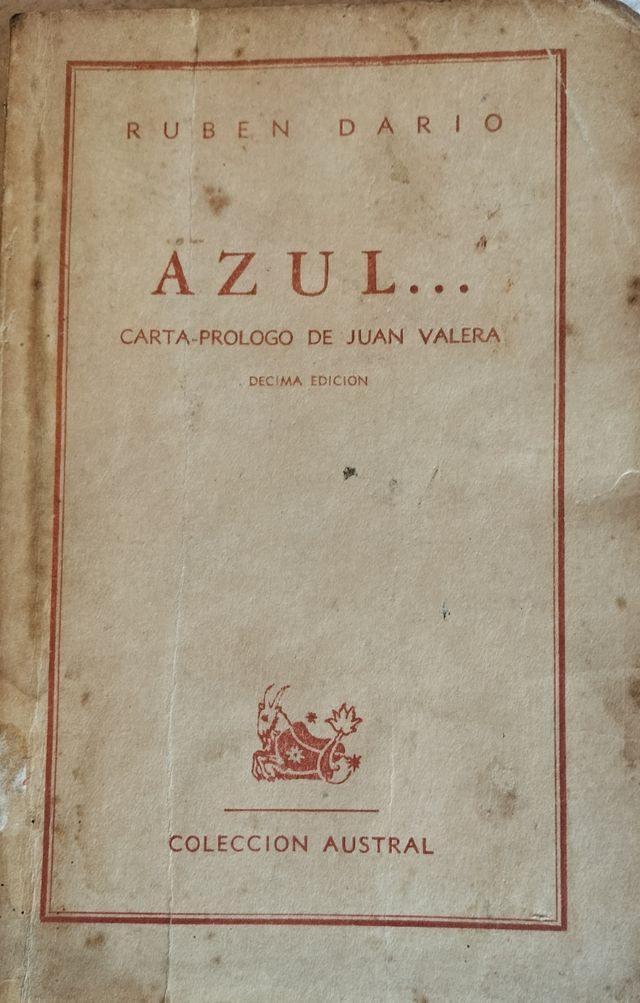 RUBEN DARIO
AZUL...
CARTA-PROLOGO DE JUAN VALERA
DECIMA EDICION
COLECCION AUSTRAL